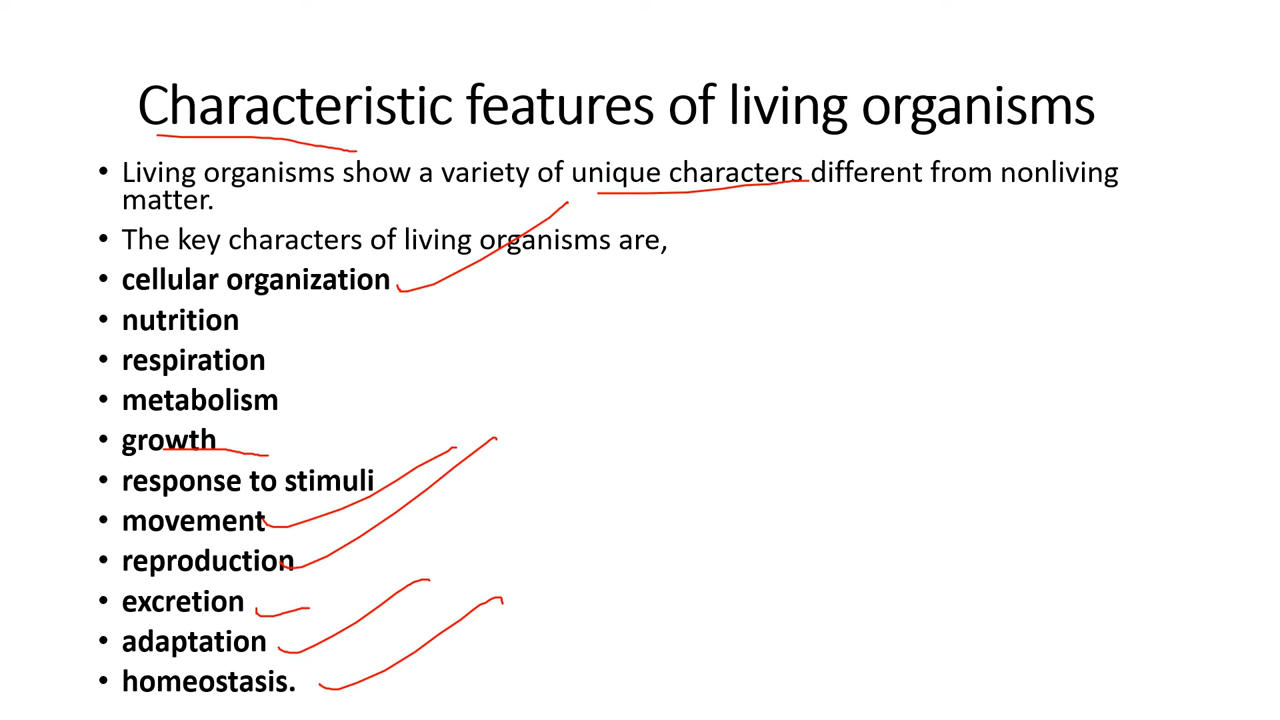 Characteristic features of living organisms
• Living organisms show a variety of unique characters different from nonliving
matter.
• The key characters of living organisms are,
• cellular organization
• nutrition
• respiration
• metabolism
• growth
• response to stimuli
• movement
• reproduction
• excretion
• adaptation
• homeostasis.